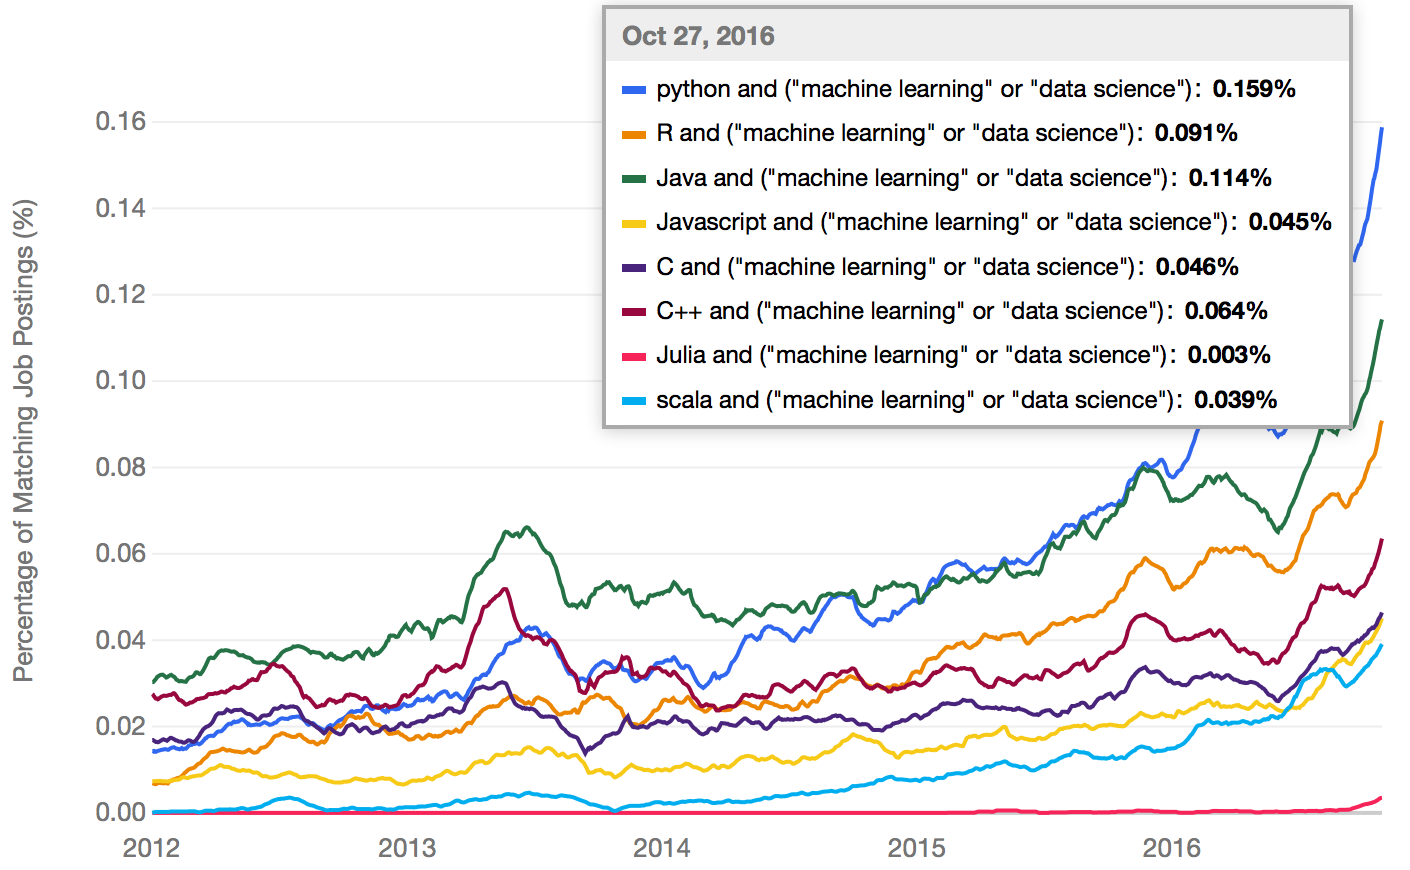 Oct 27, 2016
python and ("machine learning" or "data science"): 0.159%
R and ("machine learning" or "data science"): 0.091%
Java and ("machine learning" or "data science"): 0.114%
Javascript and ("machine learning" or "data science"): 0.045%
C and ("machine learning" or "data science"): 0.046%
C++ and ("machine learning" or "data science"): 0.064%
Julia and ("machine learning" or "data science"): 0.003%
scala and ("machine learning" or "data science"): 0.039%
Percentage of Matching Job Postings (%)
0.16
0.14
0.12
0.10
0.08
0.06
0.04
0.02
0.00
2012 2013 2014 2015 2016